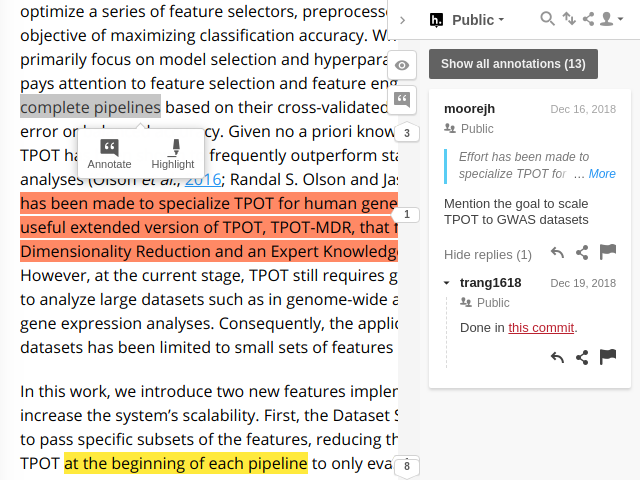 optimize a series of feature selectors, preprocess
objective of maximizing classification accuracy.
primarily focus on model selection and hyperpara
pays attention to feature selection and feature eng
complete pipelines based on their cross-validated
error or Given no a priori know
TPOT frequently outperform
analyses (Olson et al., 2016; Randal S. Olson and Ja
has been made to specialize TPOT for human gene
useful extended version of TPOT, TPOT-MDR, that
Dimensionality Reduction and an Expert Knowledge
However, at the current stage, TPOT still requires
to analyze large datasets such as in genome-wide a
gene expression analyses. Consequently, the applic
datasets has been limited to small sets of features
In this work, we introduce two new features implem
increase the system's scalability. First, the Dataset S
to pass specific subsets of the features, reducing th
TPOT at the beginning of each pipeline to only eva
Annotate Highlight
3
1
8
h. Public
Show all annotations (13)
moorejh Dec 16, 2018
Public
Effort has been made to
specialize TPOT for ... More
Mention the goal to scale
TPOT to GWAS datasets
Hide replies (1)
trang1618 Dec 19, 2018
Public
Done in this commit.